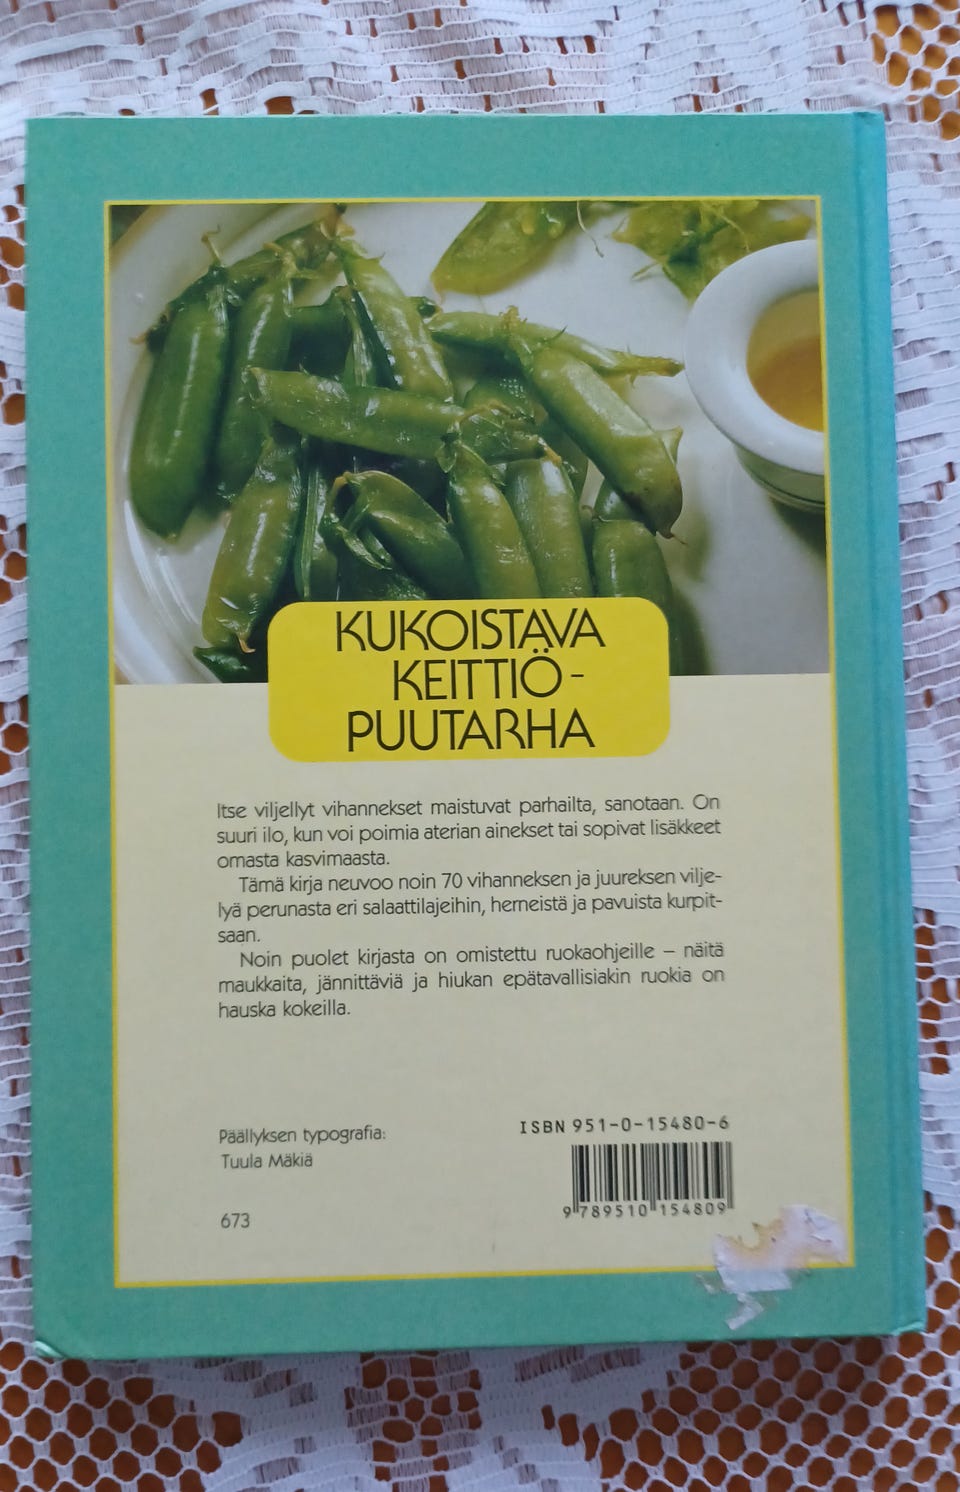 KUKOISTAVA
KEITTIÖ-
PUUTARHA
Itse viljellyt vihannekset maistuvat parhailta, sanotaan. On
suuri ilo, kun voi poimia aterian ainekset tai sopivat lisäkkeet
omasta kasvimaasta.
Tämä kirja neuvoo noin 70 vihanneksen ja juureksen vilje-
lyä perunasta eri salaattilajeihin, herneistä ja pavuista kurpit-
saan.
Noin puolet kirjasta on omistettu ruokaohjeille – näitä
maukkaita, jännittäviä ja hiukan epätavallisiakin ruokia on
hauska kokeilla.
Päällyksen typografia:
Tuula Mäkiä
673
ISBN 951-0-15480-6
9 789510 154809